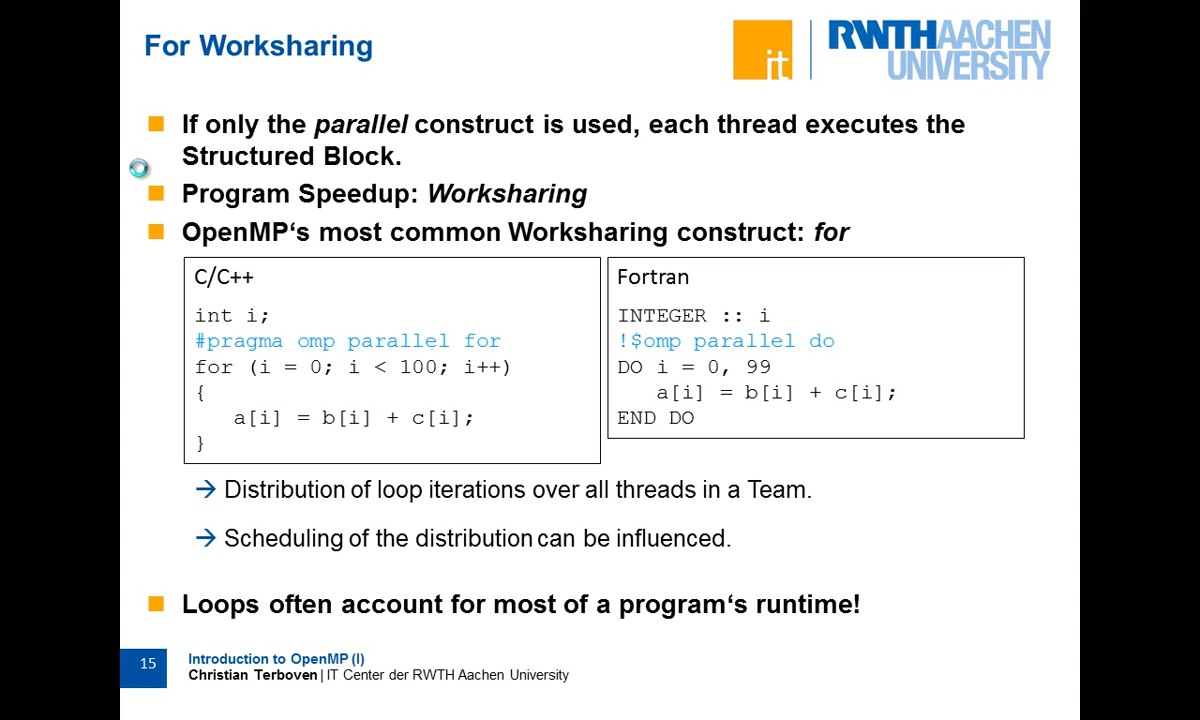 For Worksharing
it
RWTHAACHEN
UNIVERSITY
If only the parallel construct is used, each thread executes the
Structured Block.
Program Speedup: Worksharing
OpenMP‘s most common Worksharing construct: for
C/C++
int i;
#pragma omp parallel for
for (i = 0; i < 100; i++)
{
a[i] = b[i] + c[i];
}
Fortran
INTEGER :: i
!$omp parallel do
DO i = 0, 99
a[i] = b[i] + c[i];
END DO
→ Distribution of loop iterations over all threads in a Team.
→ Scheduling of the distribution can be influenced.
Loops often account for most of a program‘s runtime!
15
Introduction to OpenMP (I)
Christian Terboven | IT Center der RWTH Aachen University